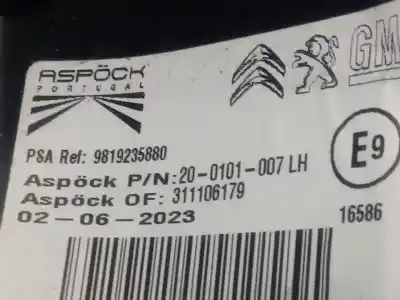 ASPÖCK
PORTUGAL
GM
PSA Ref: 9819235880
Aspöck P/N:20-0101-007 LH
Aspöck OF: 311106179
02-06-2023
E9
16586